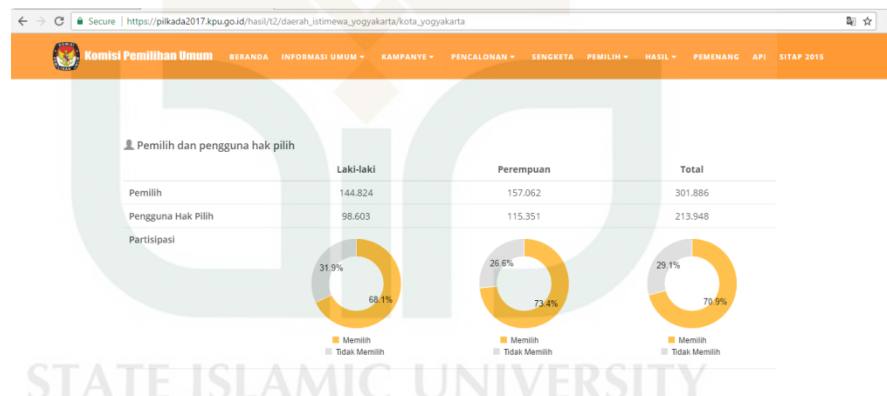 Secure | https://pilkada2017.kpu.go.id/hasil/t2/daerah_istimewa_yogyakarta/kota_yogyakarta
Komisi Pemilihan Umum BERANDA INFORMASI UMUM KAMPANYE PENCALONAN SENGKETA PEMILIH HASIL PEMENANG API SITAP 2015
Pemilih dan pengguna hak pilih
Laki-laki Perempuan Total
Pemilih 144.824 157.062 301.886
Pengguna Hak Pilih 98.603 115.351 213.948
Partisipasi
31.9% 68.1% 26.6% 73.4% 29.1% 70.9%
Memilih Memilih Memilih
Tidak Memilih Tidak Memilih Tidak Memilih
STATE ISLAMIC UNIVERSITY